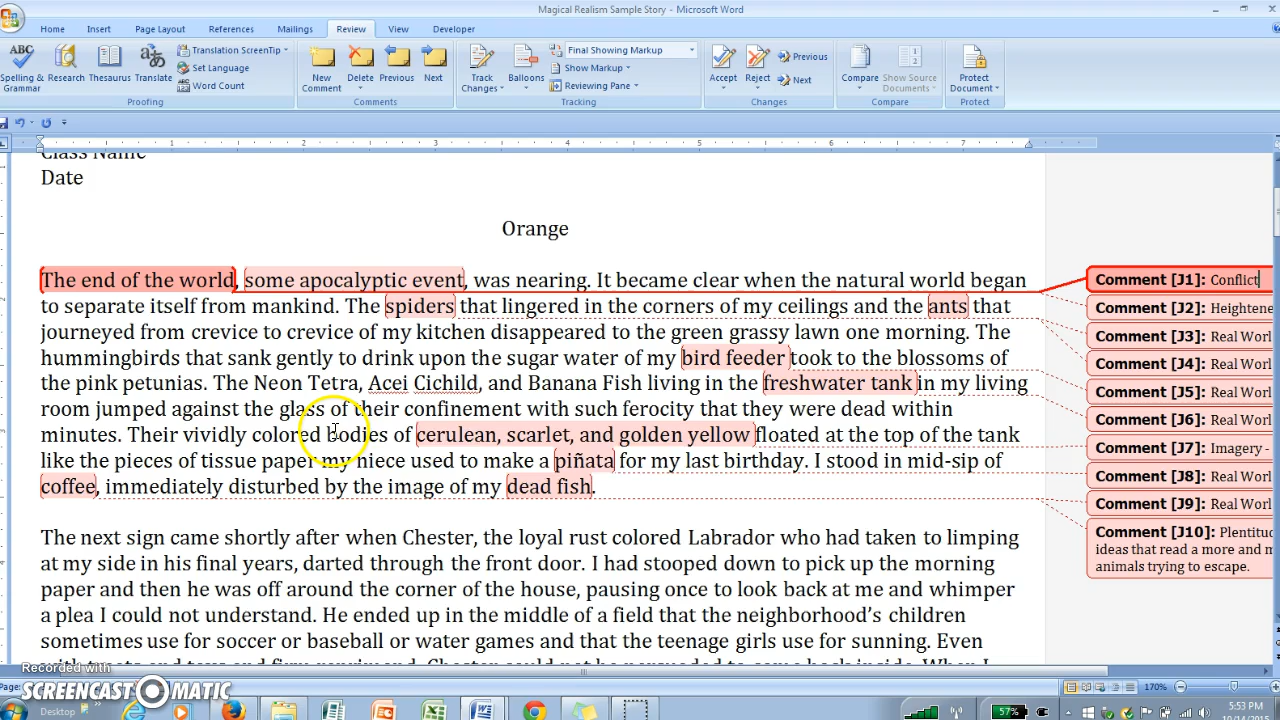 Magical Realism Sample Story - Microsoft Word
Home Insert Page Layout References Mailings Review View Developer
Spelling & Grammar Research Thesaurus Translate
Translation ScreenTip
Set Language
Word Count
Proofing
New Comment Delete Previous Next
Comments
Track Changes Balloons
Final Showing Markup
Show Markup
Reviewing Pane
Tracking
Accept Reject
Previous
Next
Changes
Compare Show Source Documents
Compare
Protect Document
Protect
1 2 3 4 5 6 7
Class Name
Date
Orange
The end of the world, some apocalyptic event, was nearing. It became clear when the natural world began
to separate itself from mankind. The spiders that lingered in the corners of my ceilings and the ants that
journeyed from crevice to crevice of my kitchen disappeared to the green grassy lawn one morning. The
hummingbirds that sank gently to drink upon the sugar water of my bird feeder took to the blossoms of
the pink petunias. The Neon Tetra, Acei Cichild, and Banana Fish living in the freshwater tank in my living
room jumped against the glass of their confinement with such ferocity that they were dead within
minutes. Their vividly colored bodies of cerulean, scarlet, and golden yellow floated at the top of the tank
like the pieces of tissue paper my niece used to make a piñata for my last birthday. I stood in mid-sip of
coffee, immediately disturbed by the image of my dead fish.
The next sign came shortly after when Chester, the loyal rust colored Labrador who had taken to limping
at my side in his final years, darted through the front door. I had stooped down to pick up the morning
paper and then he was off around the corner of the house, pausing once to look back at me and whimper
a plea I could not understand. He ended up in the middle of a field that the neighborhood's children
sometimes use for soccer or baseball or water games and that the teenage girls use for sunning. Even
Comment [J1]: Conflict
Comment [J2]: Heightene
Comment [J3]: Real Worl
Comment [J4]: Real Worl
Comment [J5]: Real Worl
Comment [J6]: Real Worl
Comment [J7]: Imagery -
Comment [J8]: Real Worl
Comment [J9]: Real Worl
Comment [J10]: Plentitud
ideas that read a more and m
animals trying to escape.
Recorded with
SCREENCAST MATIC
Page:
170%
Desktop
57%
5:53 PM
10/14/2015